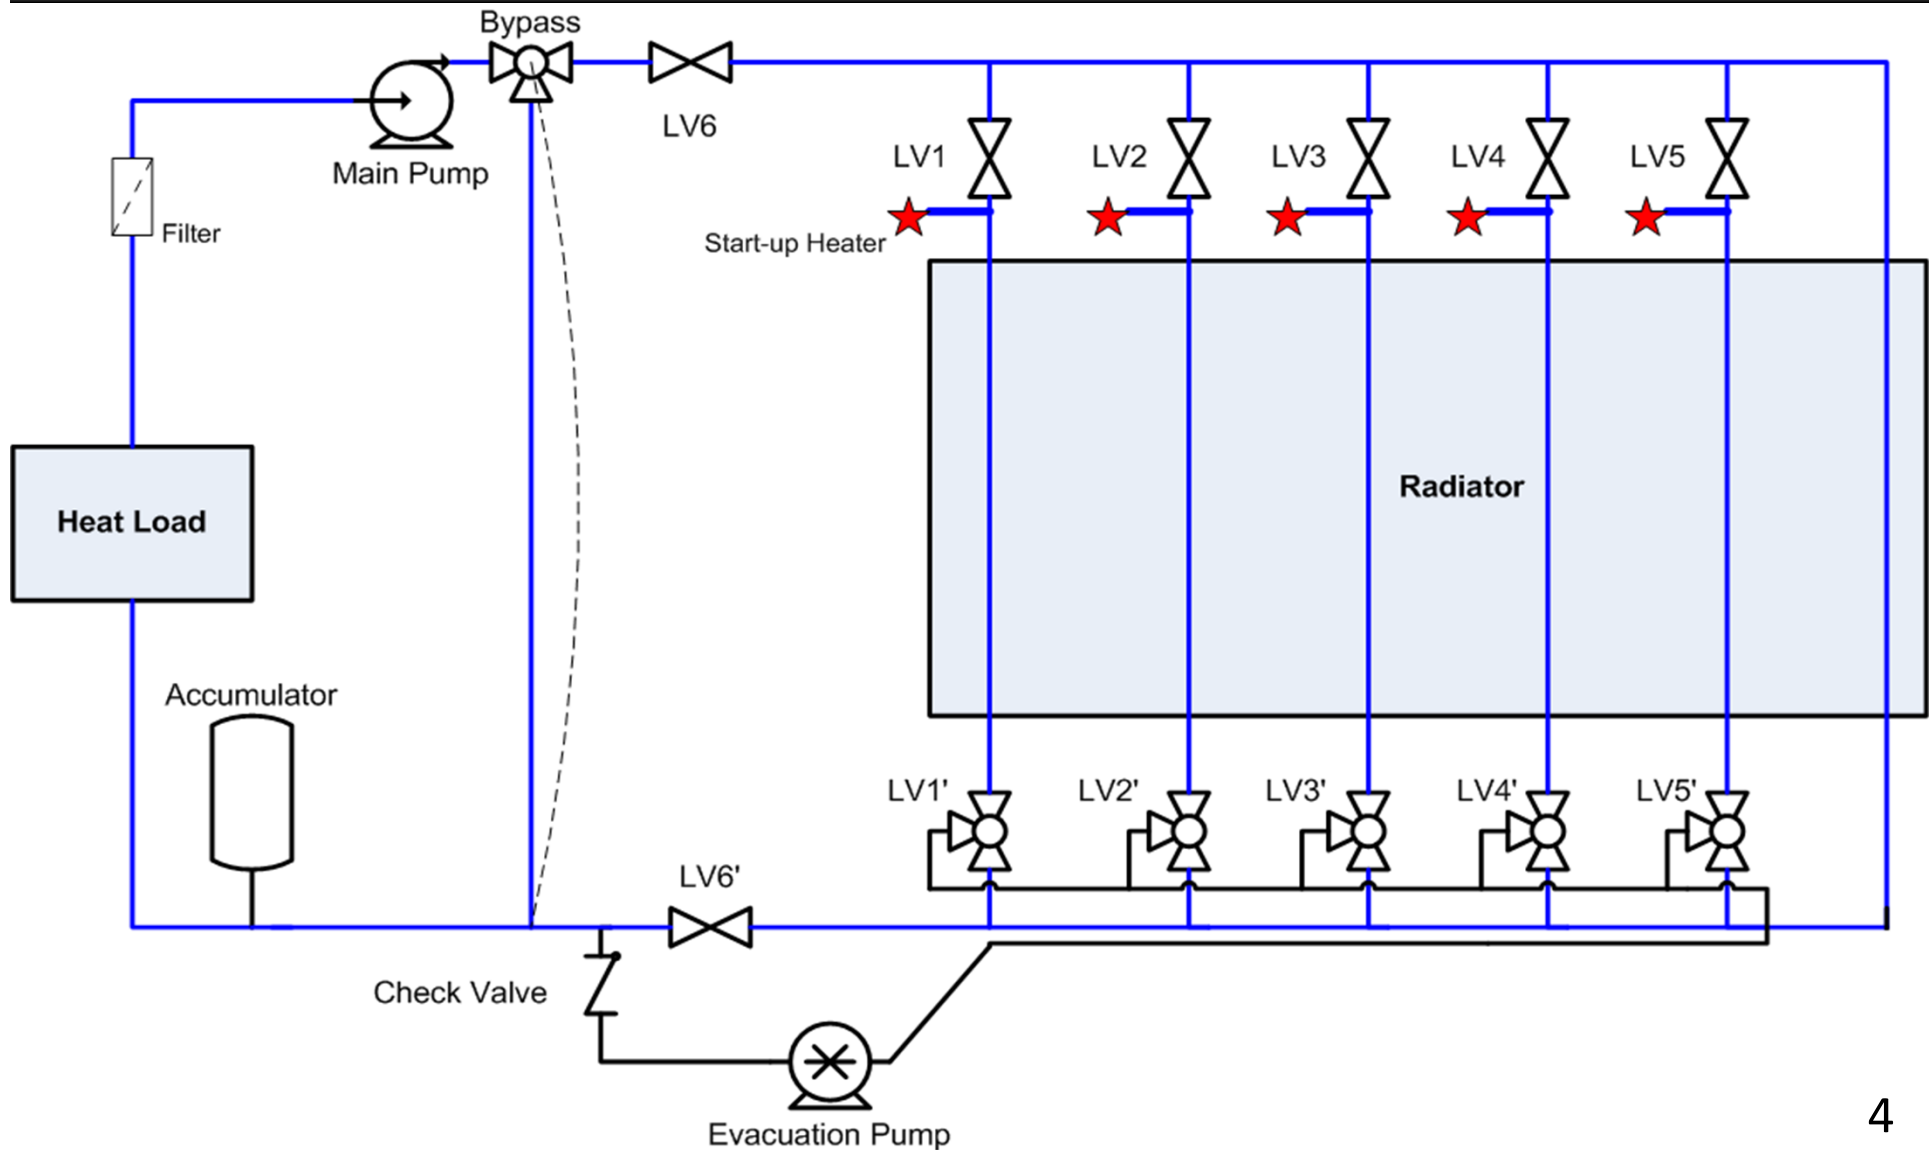 Bypass
LV6
Main Pump
Filter
LV1
LV2
LV3
LV4
LV5
Start-up Heater
Radiator
Heat Load
Accumulator
LV1'
LV2'
LV3'
LV4'
LV5'
LV6'
Check Valve
Evacuation Pump
4